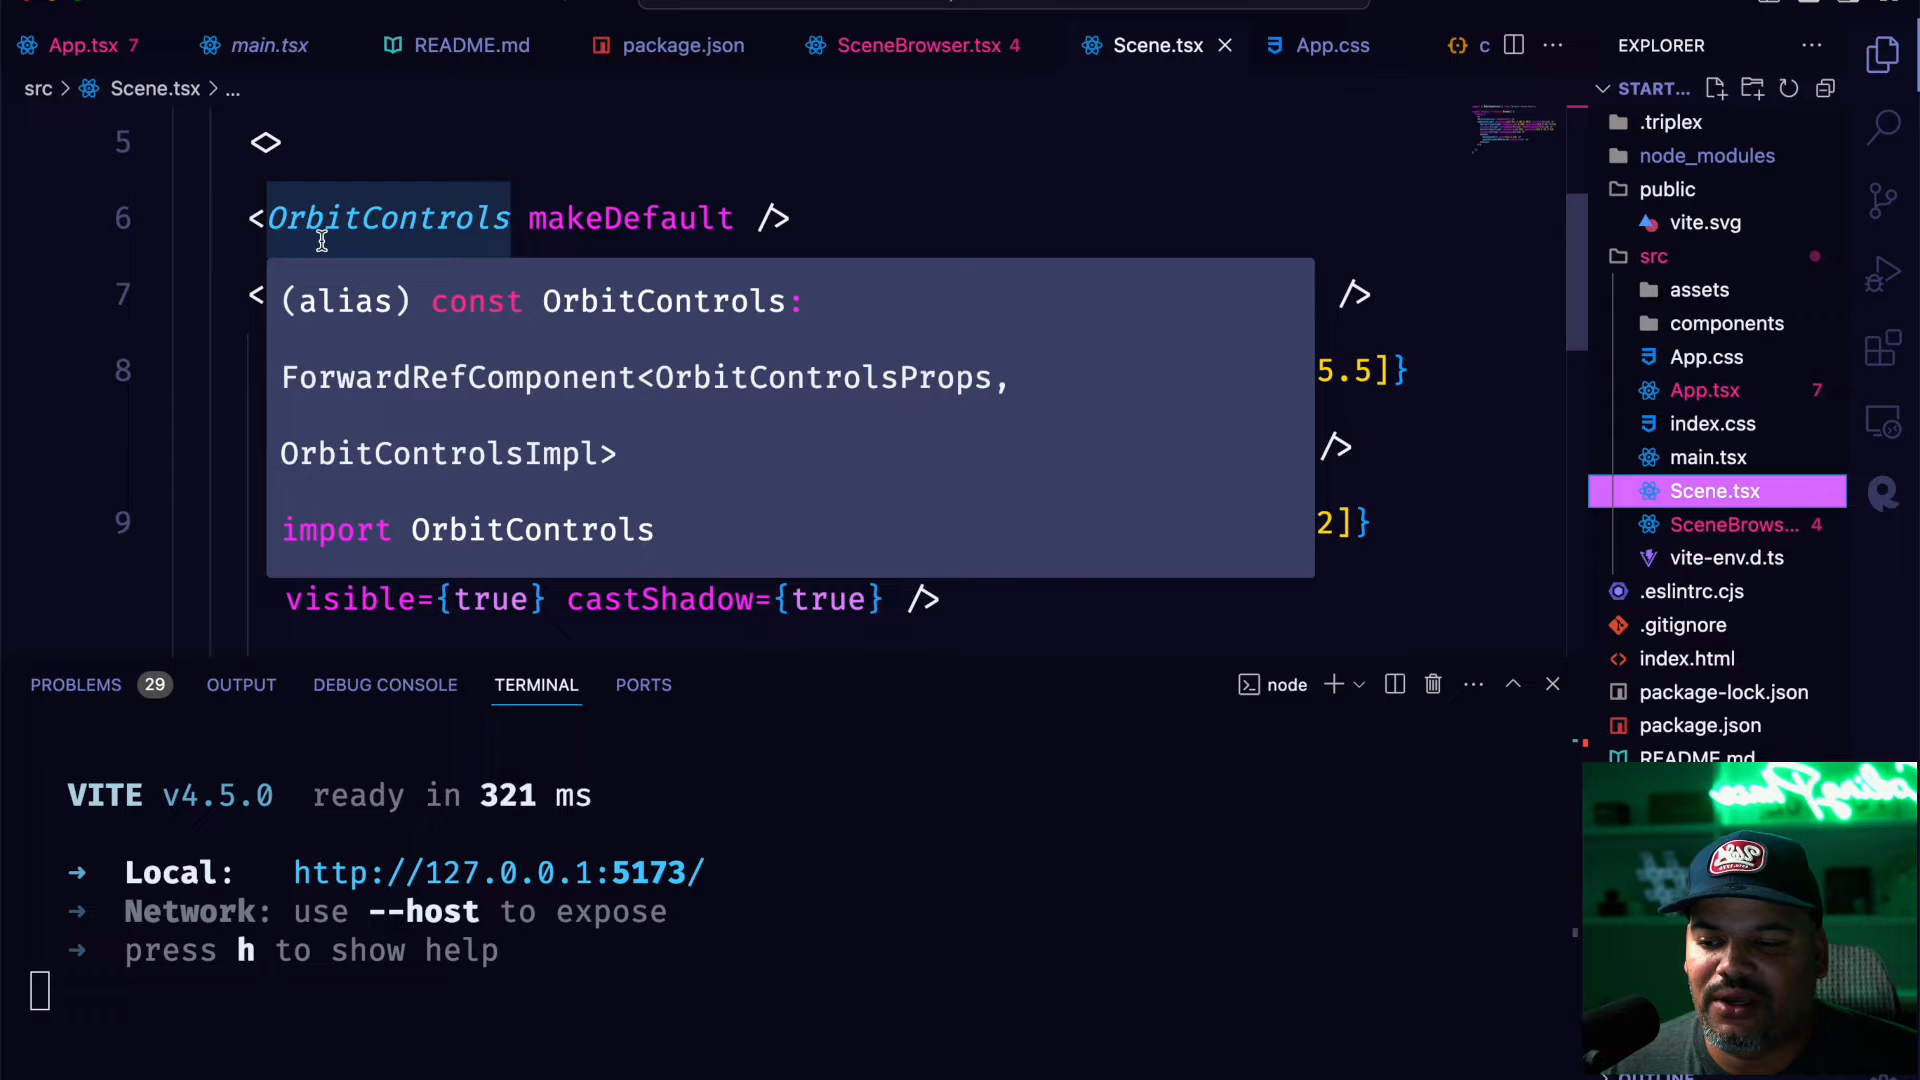 App.tsx 7 main.tsx README.md package.json SceneBrowser.tsx 4 Scene.tsx App.css c ... EXPLORER ...
src > Scene.tsx > ...
START...
5 <>
6 <OrbitControls makeDefault />
7 < />
(alias) const OrbitControls:
8 5.5]}
ForwardRefComponent<OrbitControlsProps,
OrbitControlsImpl>
/>
9 2]}
import OrbitControls
visible={true} castShadow={true} />
.triplex
node_modules
public
vite.svg
src
assets
components
App.css
App.tsx 7
index.css
main.tsx
Scene.tsx
SceneBrows... 4
vite-env.d.ts
.eslintrc.cjs
.gitignore
index.html
package-lock.json
package.json
README.md
PROBLEMS 29 OUTPUT DEBUG CONSOLE TERMINAL PORTS node ...
VITE v4.5.0 ready in 321 ms
➜ Local: http://127.0.0.1:5173/
➜ Network: use --host to expose
➜ press h to show help
OUTLINE